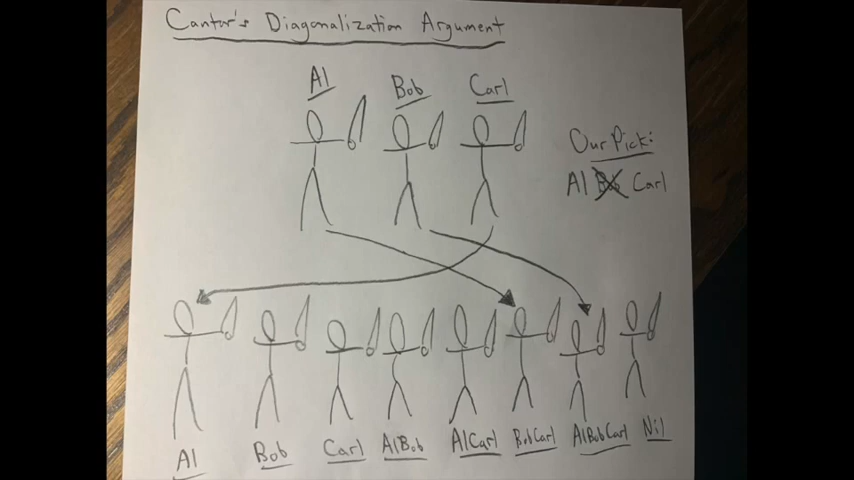 Cantor's Diagonalization Argument
Al Bob Carl
Our Pick:
Al Bob Carl
Al Bob Carl AlBob AlCarl BobCarl AlBobCarl Nil